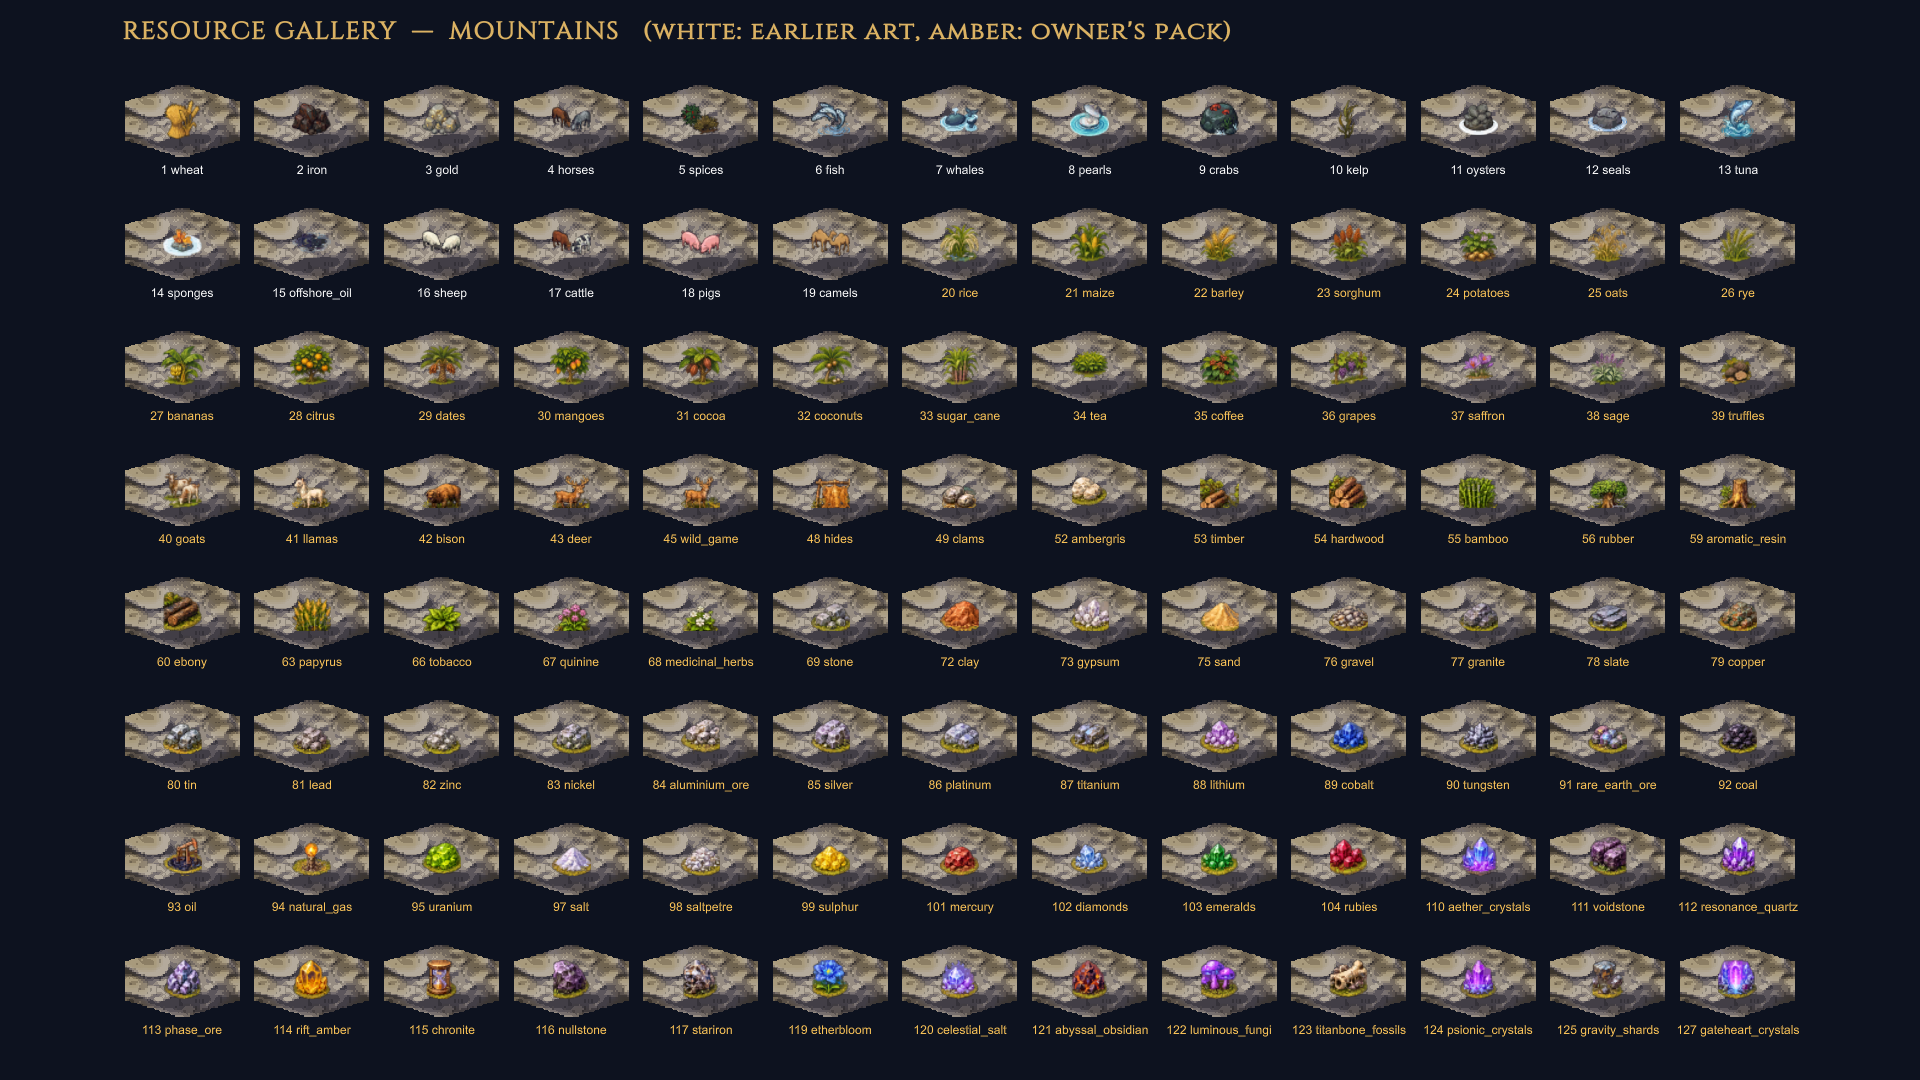 RESOURCE GALLERY — MOUNTAINS (WHITE: EARLIER ART, AMBER: OWNER'S PACK)
1 wheat 2 iron 3 gold 4 horses 5 spices 6 fish 7 whales 8 pearls 9 crabs 10 kelp 11 oysters 12 seals 13 tuna
14 sponges 15 offshore_oil 16 sheep 17 cattle 18 pigs 19 camels 20 rice 21 maize 22 barley 23 sorghum 24 potatoes 25 oats 26 rye
27 bananas 28 citrus 29 dates 30 mangoes 31 cocoa 32 coconuts 33 sugar_cane 34 tea 35 coffee 36 grapes 37 saffron 38 sage 39 truffles
40 goats 41 llamas 42 bison 43 deer 45 wild_game 48 hides 49 clams 52 ambergris 53 timber 54 hardwood 55 bamboo 56 rubber 59 aromatic_resin
60 ebony 63 papyrus 66 tobacco 67 quinine 68 medicinal_herbs 69 stone 72 clay 73 gypsum 75 sand 76 gravel 77 granite 78 slate 79 copper
80 tin 81 lead 82 zinc 83 nickel 84 aluminium_ore 85 silver 86 platinum 87 titanium 88 lithium 89 cobalt 90 tungsten 91 rare_earth_ore 92 coal
93 oil 94 natural_gas 95 uranium 97 salt 98 saltpetre 99 sulphur 101 mercury 102 diamonds 103 emeralds 104 rubies 110 aether_crystals 111 voidstone 112 resonance_quartz
113 phase_ore 114 rift_amber 115 chronite 116 nullstone 117 stariron 119 etherbloom 120 celestial_salt 121 abyssal_obsidian 122 luminous_fungi 123 titanbone_fossils 124 psionic_crystals 125 gravity_shards 127 gateheart_crystals